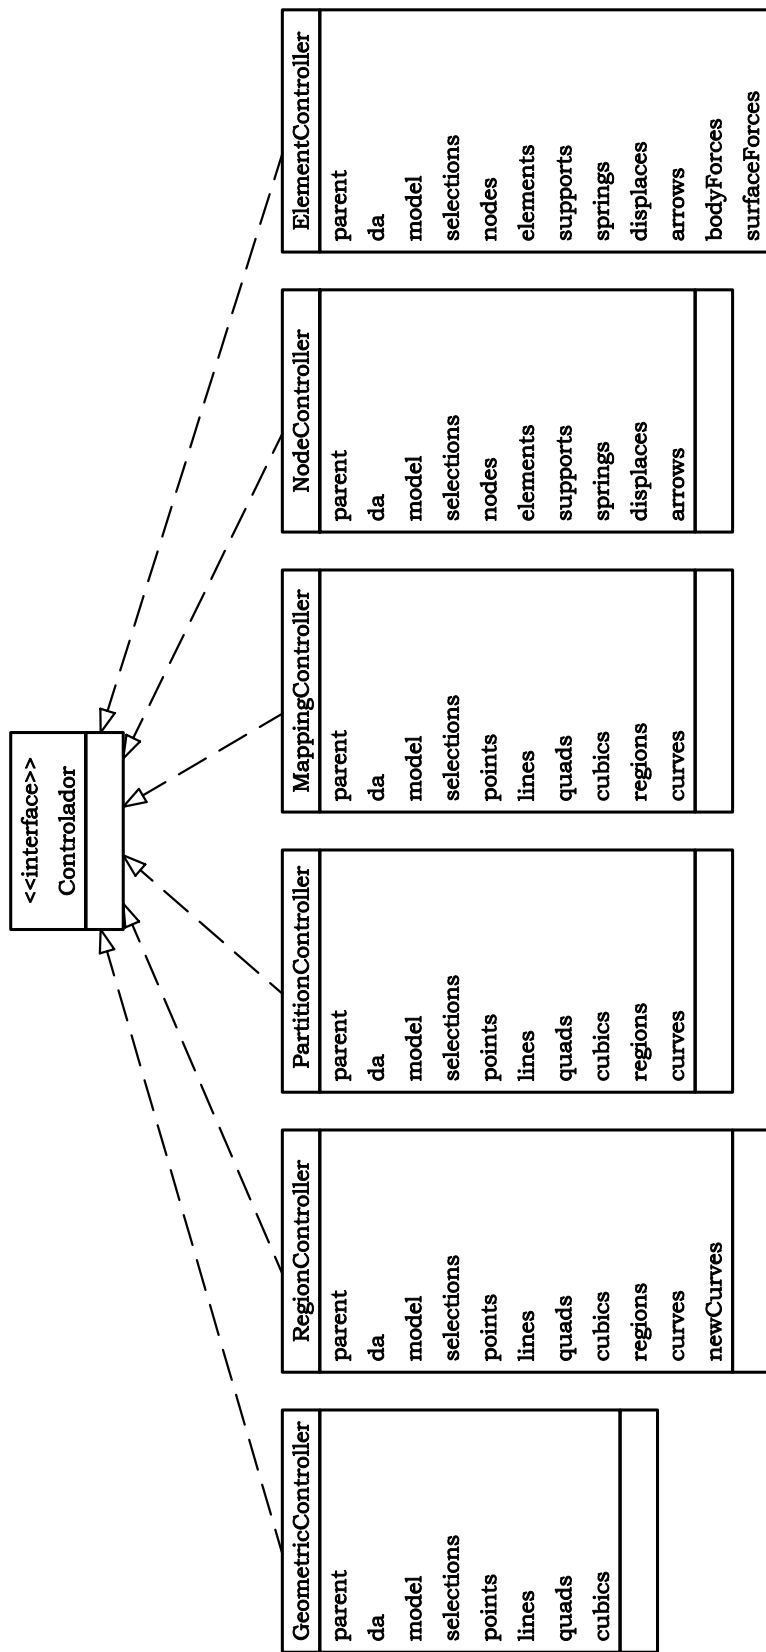 <<interface>>
Controlador
GeometricController
parent
da
model
selections
points
lines
quads
cubics
RegionController
parent
da
model
selections
points
lines
quads
cubics
regions
curves
newCurves
PartitionController
parent
da
model
selections
points
lines
quads
cubics
regions
curves
MappingController
parent
da
model
selections
points
lines
quads
cubics
regions
curves
NodeController
parent
da
model
selections
nodes
elements
supports
springs
displaces
arrows
ElementController
parent
da
model
selections
nodes
elements
supports
springs
displaces
arrows
bodyForces
surfaceForces